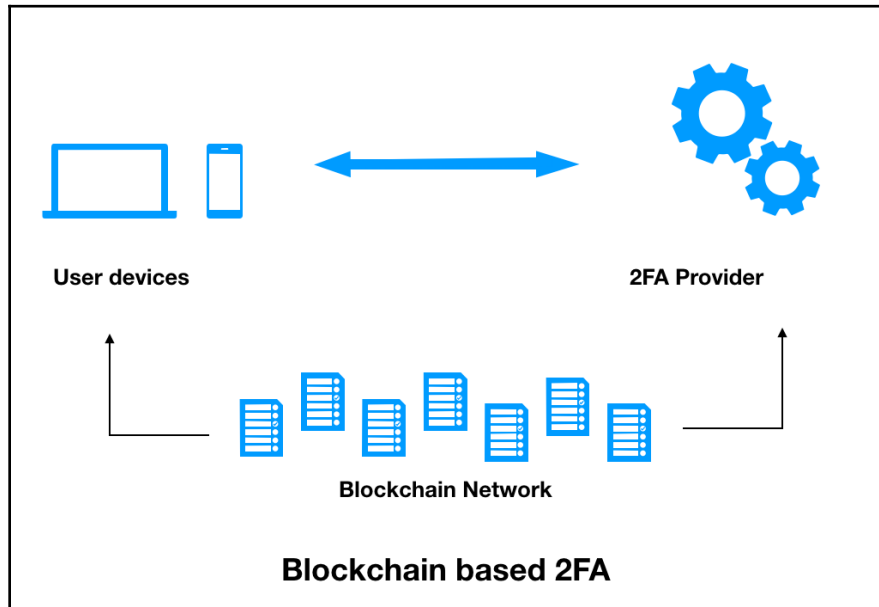 User devices
2FA Provider
Blockchain Network
Blockchain based 2FA